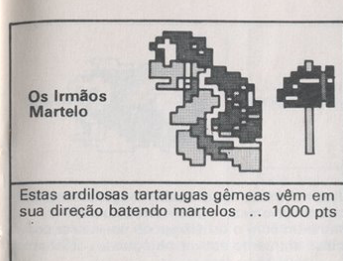 Os Irmãos
Martelo
Estas ardilosas tartarugas gêmeas vêm em
sua direção batendo martelos .. 1000 pts